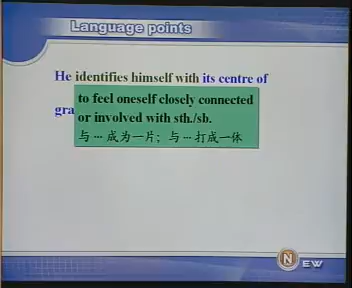 Language points
He identifies himself with its centre of
gra
to feel oneself closely connected
or involved with sth./sb.
与…成为一片；与…打成一体
NEW